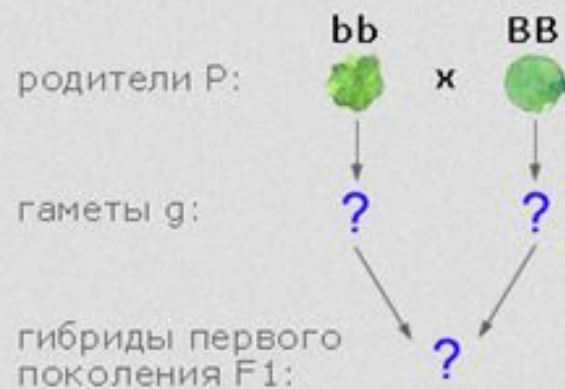 bb BB
родители P: x
гаметы g: ? ?
гибриды первого
поколения F1: ?